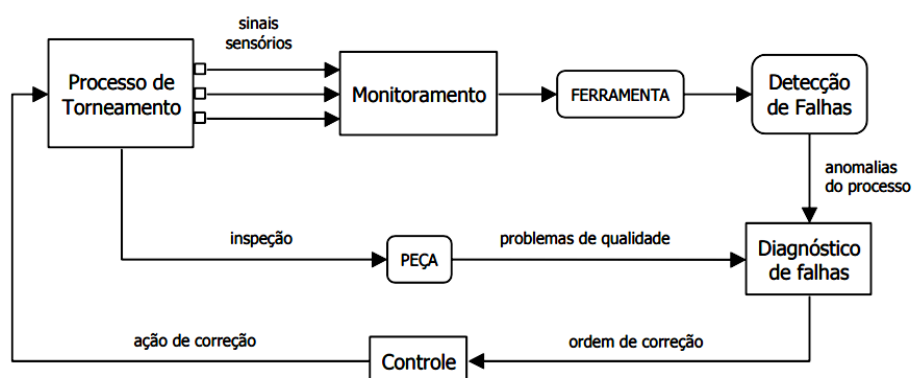 sinais
sensórios
Processo de
Torneamento
Monitoramento
FERRAMENTA
Detecção
de Falhas
anomalias
do processo
inspeção
PEÇA
problemas de qualidade
Diagnóstico
de falhas
ação de correção
Controle
ordem de correção